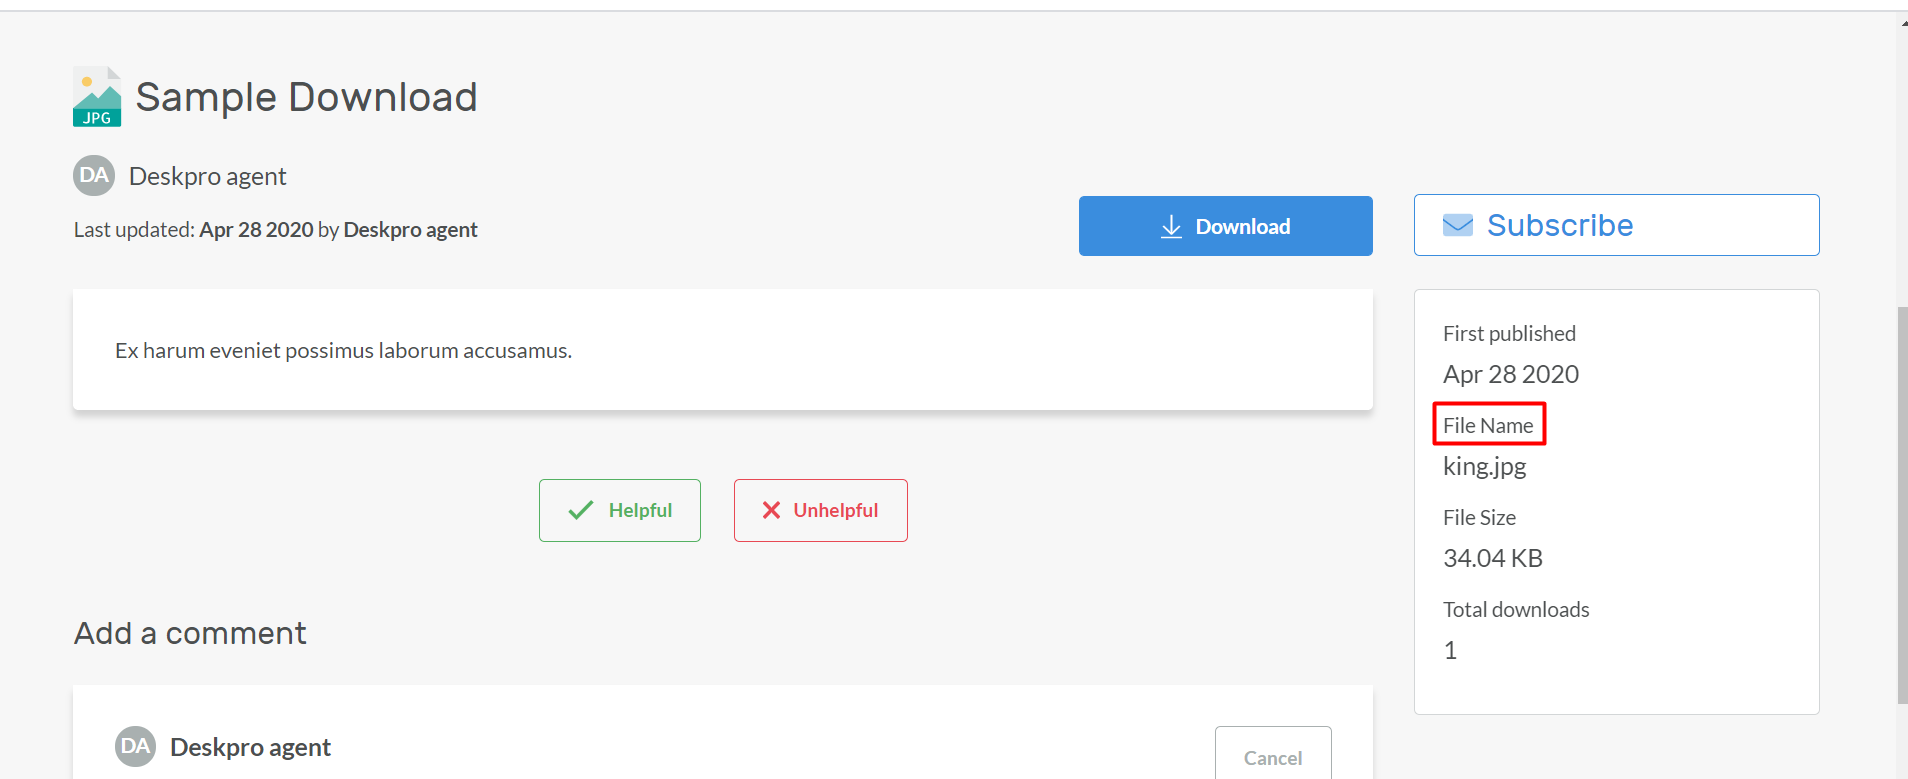 JPG
Sample Download
DA
Deskpro agent
Last updated: Apr 28 2020 by Deskpro agent
Download
Subscribe
Ex harum eveniet possimus laborum accusamus.
First published
Apr 28 2020
File Name
king.jpg
File Size
34.04 KB
Total downloads
1
Helpful
Unhelpful
Add a comment
DA
Deskpro agent
Cancel